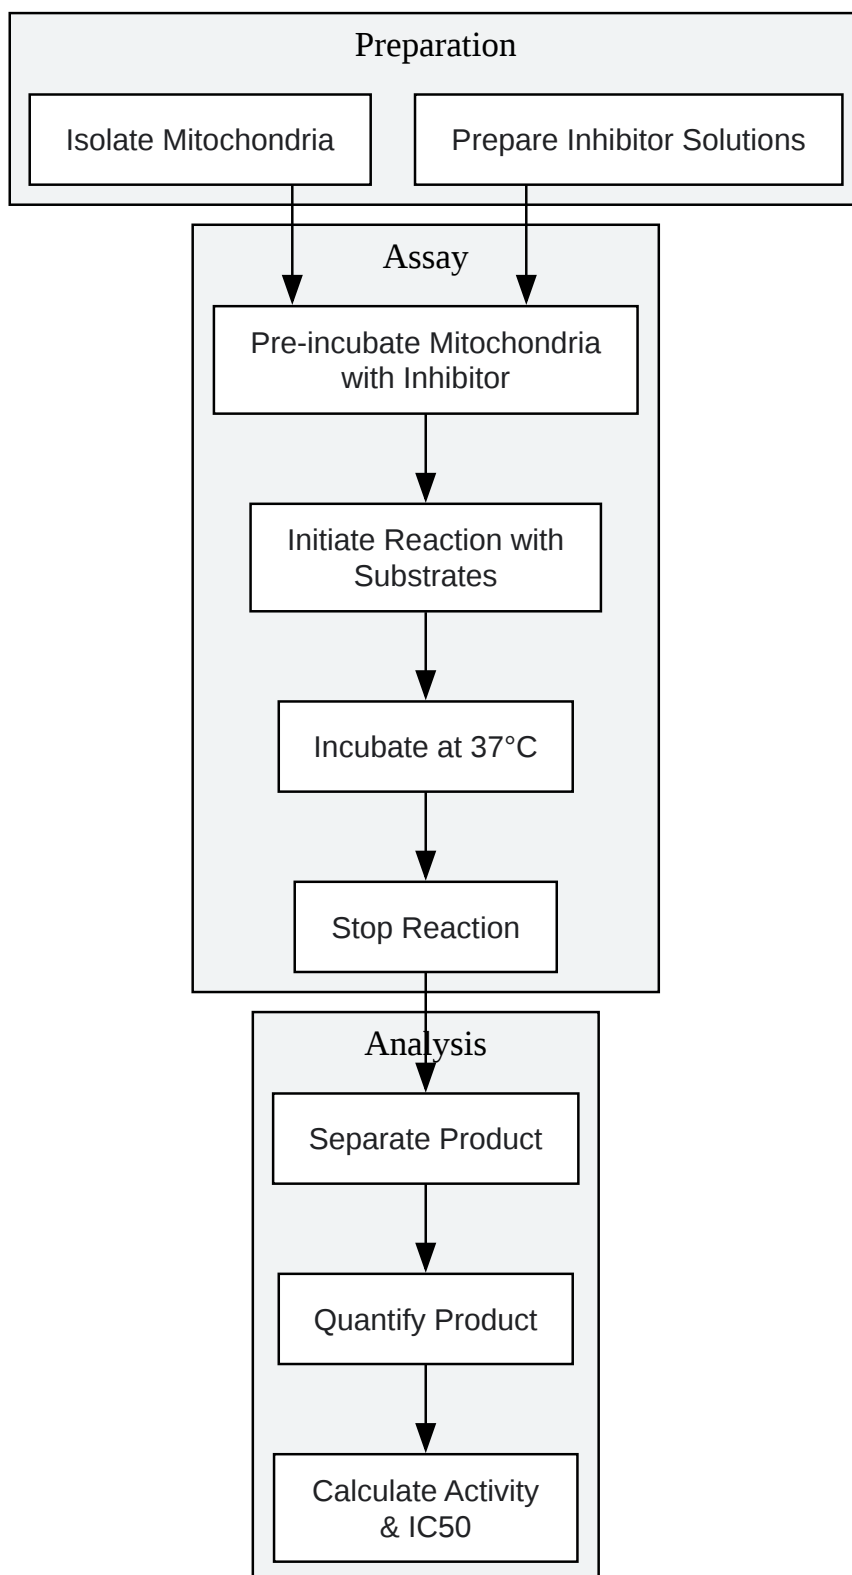 Preparation
Isolate Mitochondria
Prepare Inhibitor Solutions
Assay
Pre-incubate Mitochondria
with Inhibitor
Initiate Reaction with
Substrates
Incubate at 37°C
Stop Reaction
Analysis
Separate Product
Quantify Product
Calculate Activity
& IC50